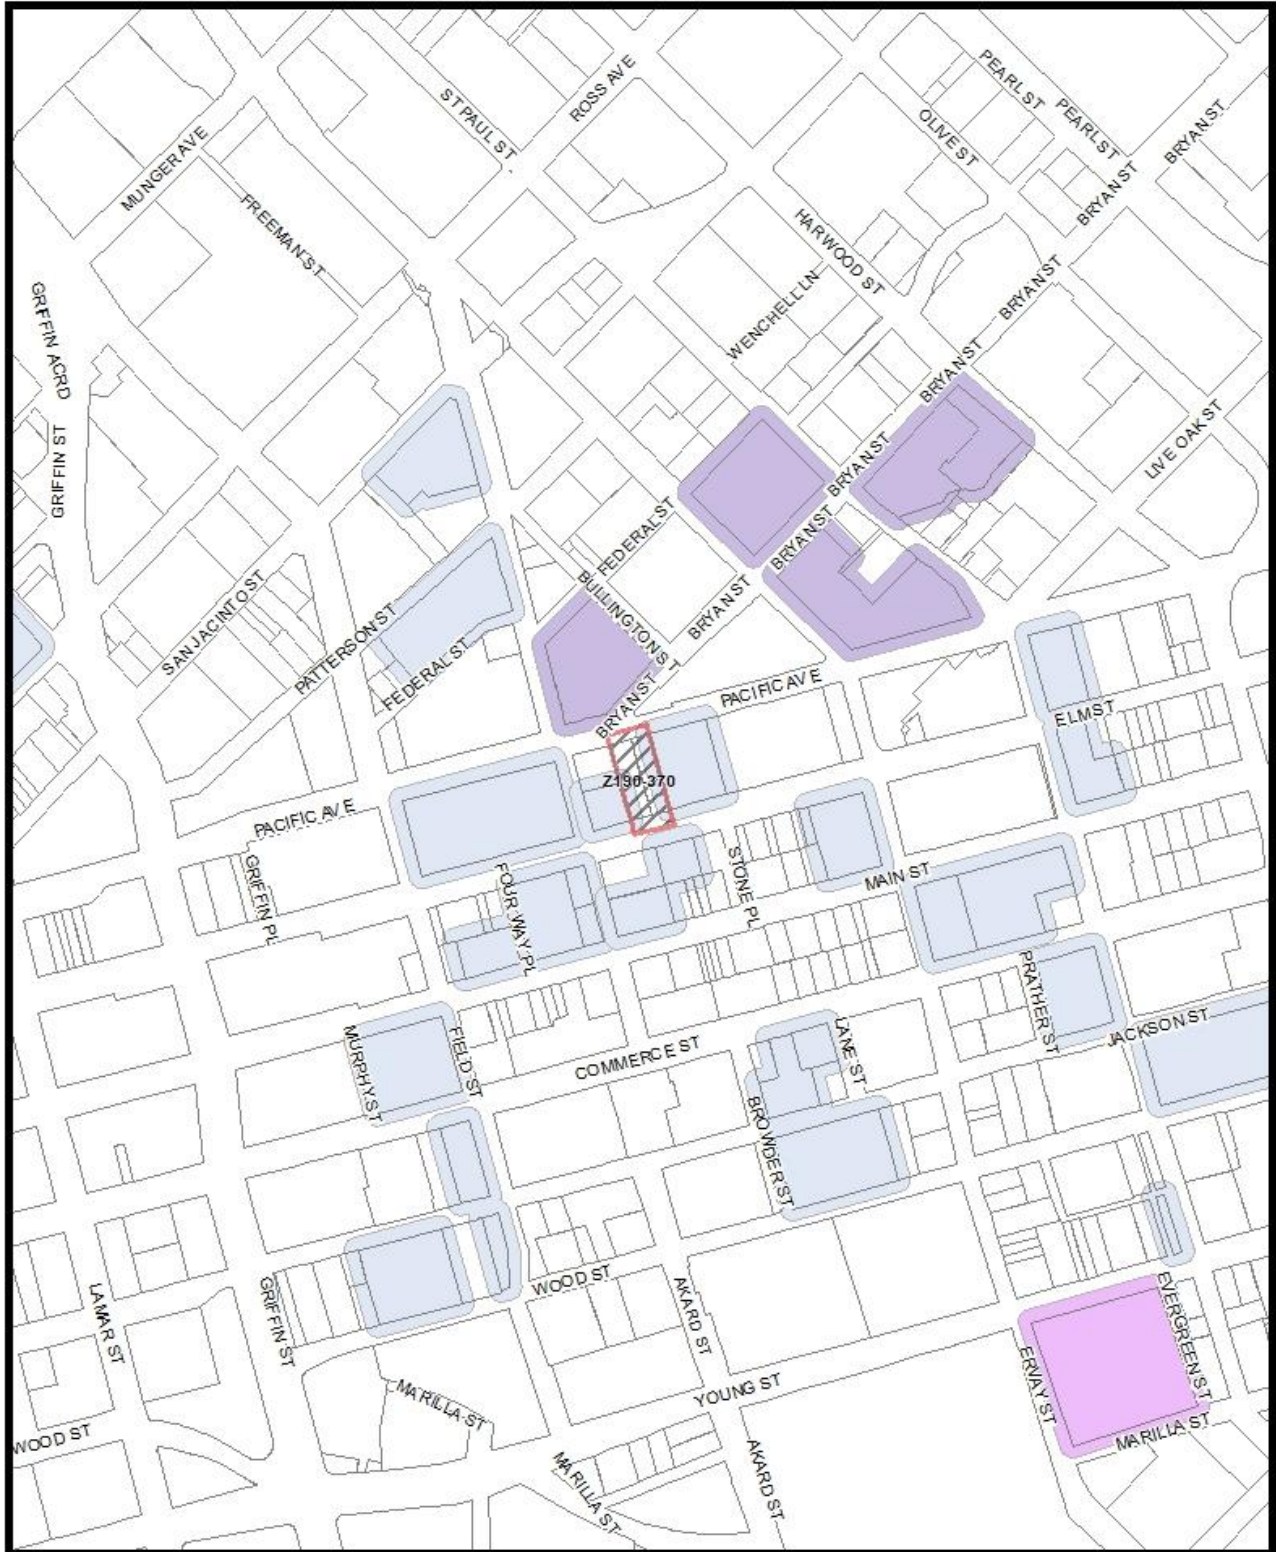 PEARL ST
ROSS AVE
ST PAUL ST
PEARL ST
BRYAN ST
OLIVE ST
MUNGER AVE
BRYAN ST
FREEMAN ST
HARWOOD ST
GRIFFIN ACRD
WENCHELL LN
BRYAN ST
BRYAN ST
GRIFFIN ST
LIVE OAK ST
BRYAN ST
FEDERAL ST
BRYAN ST
SAN JACINTO ST
BULLINGTON ST
BRYAN ST
PATTERSON ST
FEDERAL ST
BRYAN ST
PACIFIC AVE
ELM ST
Z190-370
PACIFIC AVE
GRIFFIN PL
FOUR WAY PL
STONE PL
MAIN ST
PRATHER ST
MURPHY ST
FIELD ST
COMMERCE ST
LANE ST
JACKSON ST
BROWDER ST
LAMAR ST
GRIFFIN ST
WOOD ST
AKARD ST
EVERGREEN ST
ERVAY ST
YOUNG ST
MARILLA ST
MARILLA ST
WOOD ST
MARILLA ST
AKARD ST